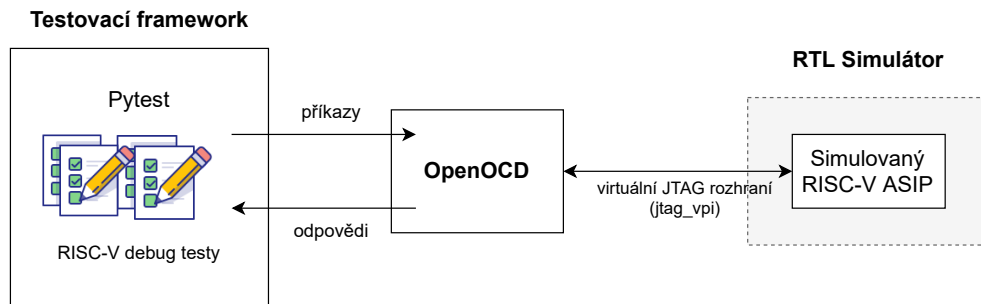 Testovací framework
Pytest
RISC-V debug testy
příkazy
odpovědi
OpenOCD
virtuální JTAG rozhraní
(jtag_vpi)
RTL Simulátor
Simulovaný
RISC-V ASIP